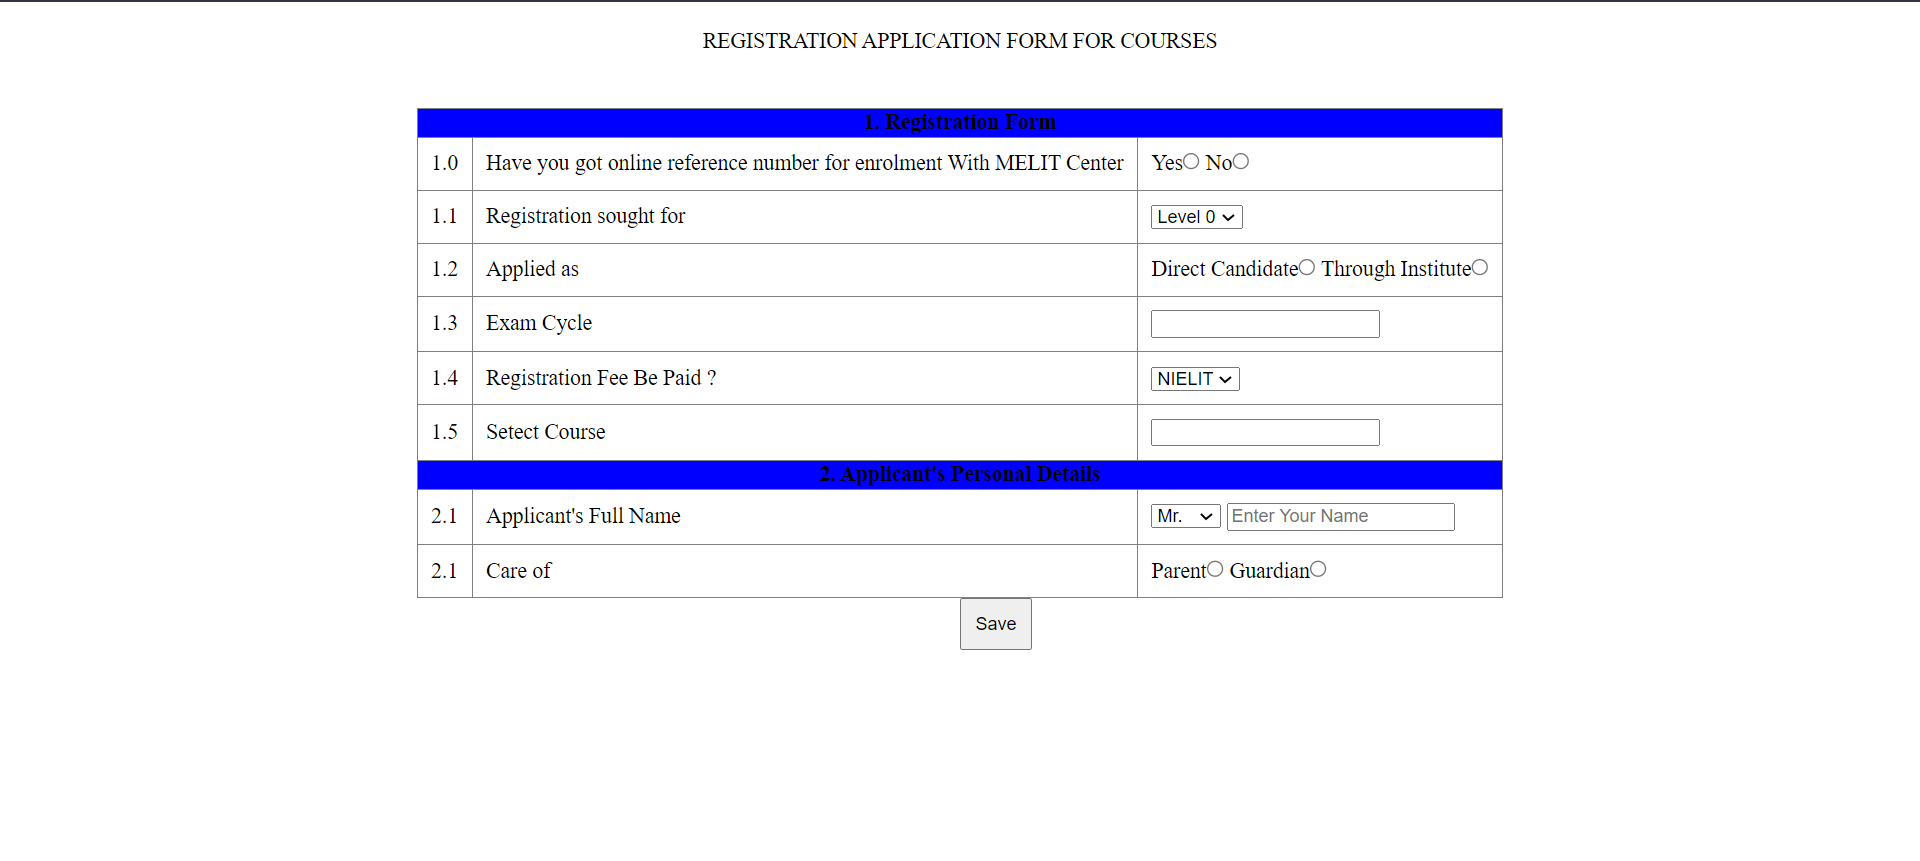 REGISTRATION APPLICATION FORM FOR COURSES
1. Registration Form
1.0 Have you got online reference number for enrolment With MELIT Center Yes No
1.1 Registration sought for Level 0
1.2 Applied as Direct Candidate Through Institute
1.3 Exam Cycle
1.4 Registration Fee Be Paid ? NIELIT
1.5 Setect Course
2. Applicant's Personal Details
2.1 Applicant's Full Name Mr. Enter Your Name
2.1 Care of Parent Guardian
Save